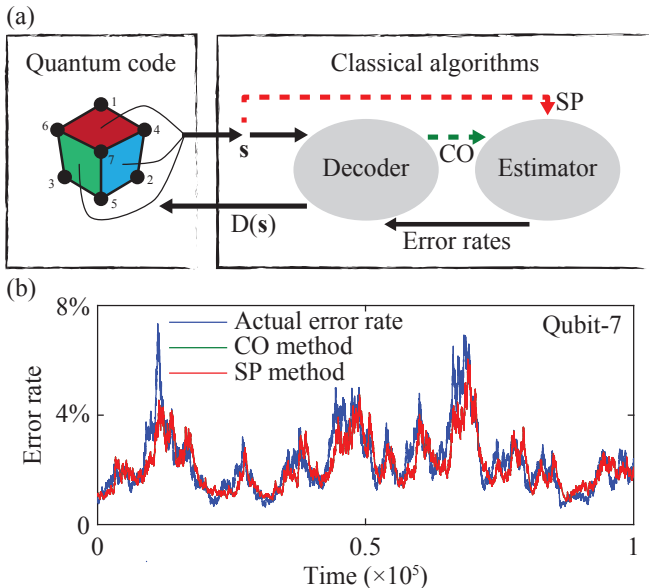 (a)
Quantum code
Classical algorithms
1
6
4
7
3
2
5
s
SP
Decoder
CO
Estimator
D(s)
Error rates
(b)
8%
4%
0
Error rate
Actual error rate
CO method
SP method
Qubit-7
0
0.5
1
Time (×10⁵)